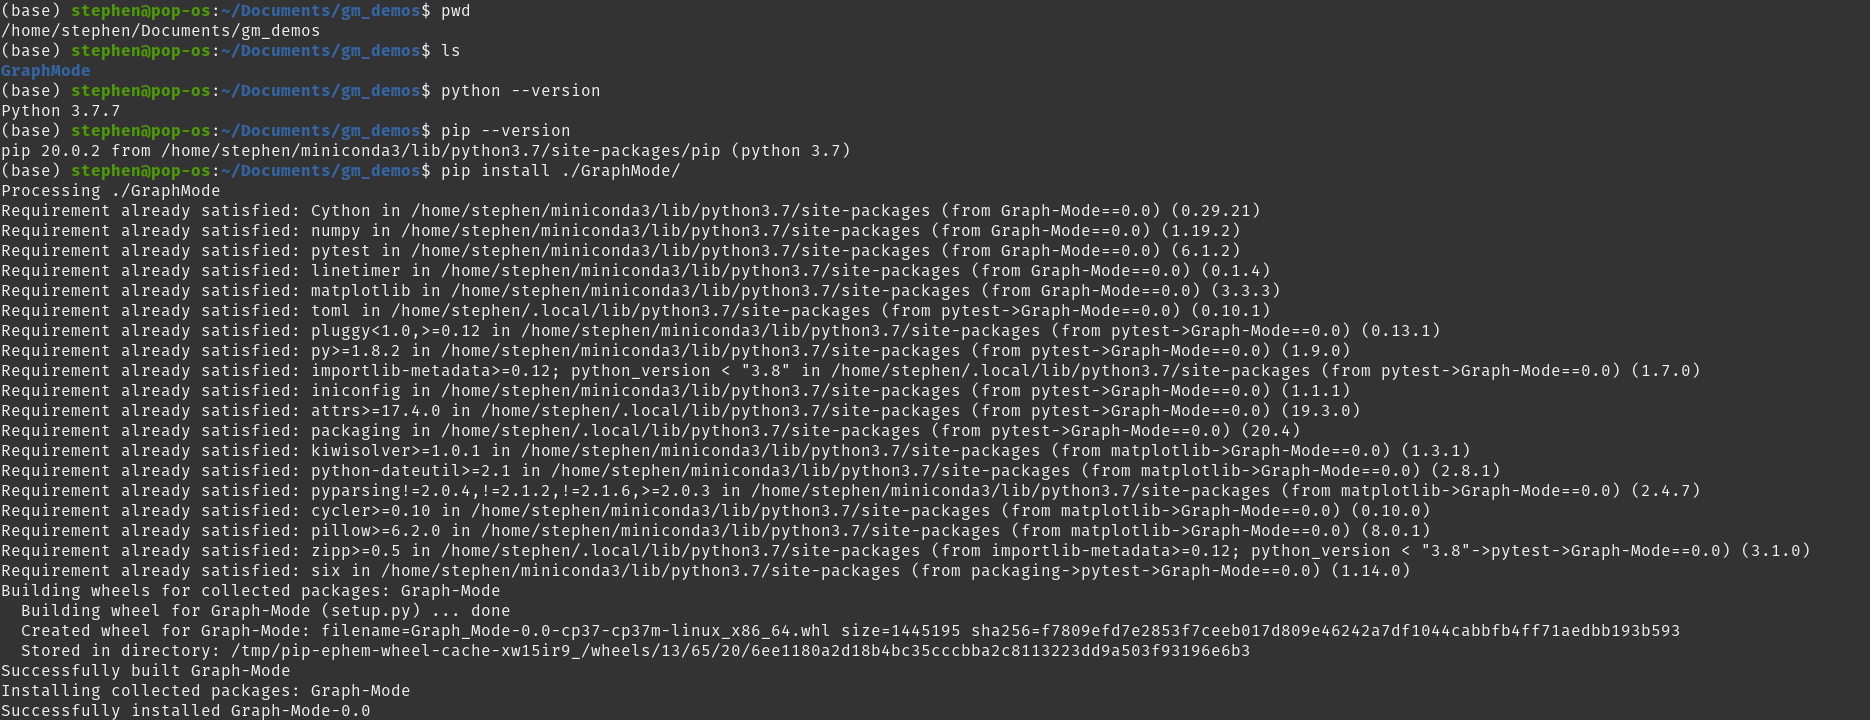 (base) stephen@pop-os:~/Documents/gm_demos$ pwd
/home/stephen/Documents/gm_demos
(base) stephen@pop-os:~/Documents/gm_demos$ ls
GraphMode
(base) stephen@pop-os:~/Documents/gm_demos$ python --version
Python 3.7.7
(base) stephen@pop-os:~/Documents/gm_demos$ pip --version
pip 20.0.2 from /home/stephen/miniconda3/lib/python3.7/site-packages/pip (python 3.7)
(base) stephen@pop-os:~/Documents/gm_demos$ pip install ./GraphMode/
Processing ./GraphMode
Requirement already satisfied: Cython in /home/stephen/miniconda3/lib/python3.7/site-packages (from Graph-Mode==0.0) (0.29.21)
Requirement already satisfied: numpy in /home/stephen/miniconda3/lib/python3.7/site-packages (from Graph-Mode==0.0) (1.19.2)
Requirement already satisfied: pytest in /home/stephen/miniconda3/lib/python3.7/site-packages (from Graph-Mode==0.0) (6.1.2)
Requirement already satisfied: linetimer in /home/stephen/miniconda3/lib/python3.7/site-packages (from Graph-Mode==0.0) (0.1.4)
Requirement already satisfied: matplotlib in /home/stephen/miniconda3/lib/python3.7/site-packages (from Graph-Mode==0.0) (3.3.3)
Requirement already satisfied: toml in /home/stephen/.local/lib/python3.7/site-packages (from pytest->Graph-Mode==0.0) (0.10.1)
Requirement already satisfied: pluggy<1.0,>=0.12 in /home/stephen/miniconda3/lib/python3.7/site-packages (from pytest->Graph-Mode==0.0) (0.13.1)
Requirement already satisfied: py>=1.8.2 in /home/stephen/miniconda3/lib/python3.7/site-packages (from pytest->Graph-Mode==0.0) (1.9.0)
Requirement already satisfied: importlib-metadata>=0.12; python_version < "3.8" in /home/stephen/.local/lib/python3.7/site-packages (from pytest->Graph-Mode==0.0) (1.7.0)
Requirement already satisfied: iniconfig in /home/stephen/miniconda3/lib/python3.7/site-packages (from pytest->Graph-Mode==0.0) (1.1.1)
Requirement already satisfied: attrs>=17.4.0 in /home/stephen/.local/lib/python3.7/site-packages (from pytest->Graph-Mode==0.0) (19.3.0)
Requirement already satisfied: packaging in /home/stephen/.local/lib/python3.7/site-packages (from pytest->Graph-Mode==0.0) (20.4)
Requirement already satisfied: kiwisolver>=1.0.1 in /home/stephen/miniconda3/lib/python3.7/site-packages (from matplotlib->Graph-Mode==0.0) (1.3.1)
Requirement already satisfied: python-dateutil>=2.1 in /home/stephen/miniconda3/lib/python3.7/site-packages (from matplotlib->Graph-Mode==0.0) (2.8.1)
Requirement already satisfied: pyparsing!=2.0.4,!=2.1.2,!=2.1.6,>=2.0.3 in /home/stephen/miniconda3/lib/python3.7/site-packages (from matplotlib->Graph-Mode==0.0) (2.4.7)
Requirement already satisfied: cycler>=0.10 in /home/stephen/miniconda3/lib/python3.7/site-packages (from matplotlib->Graph-Mode==0.0) (0.10.0)
Requirement already satisfied: pillow>=6.2.0 in /home/stephen/miniconda3/lib/python3.7/site-packages (from matplotlib->Graph-Mode==0.0) (8.0.1)
Requirement already satisfied: zipp>=0.5 in /home/stephen/.local/lib/python3.7/site-packages (from importlib-metadata>=0.12; python_version < "3.8"->pytest->Graph-Mode==0.0) (3.1.0)
Requirement already satisfied: six in /home/stephen/miniconda3/lib/python3.7/site-packages (from packaging->pytest->Graph-Mode==0.0) (1.14.0)
Building wheels for collected packages: Graph-Mode
  Building wheel for Graph-Mode (setup.py) ... done
  Created wheel for Graph-Mode: filename=Graph_Mode-0.0-cp37-cp37m-linux_x86_64.whl size=1445195 sha256=f7809efd7e2853f7ceeb017d809e46242a7df1044cabbfb4ff71aedbb193b593
  Stored in directory: /tmp/pip-ephem-wheel-cache-xw15ir9_/wheels/13/65/20/6ee1180a2d18b4bc35cccbba2c8113223dd9a503f93196e6b3
Successfully built Graph-Mode
Installing collected packages: Graph-Mode
Successfully installed Graph-Mode-0.0